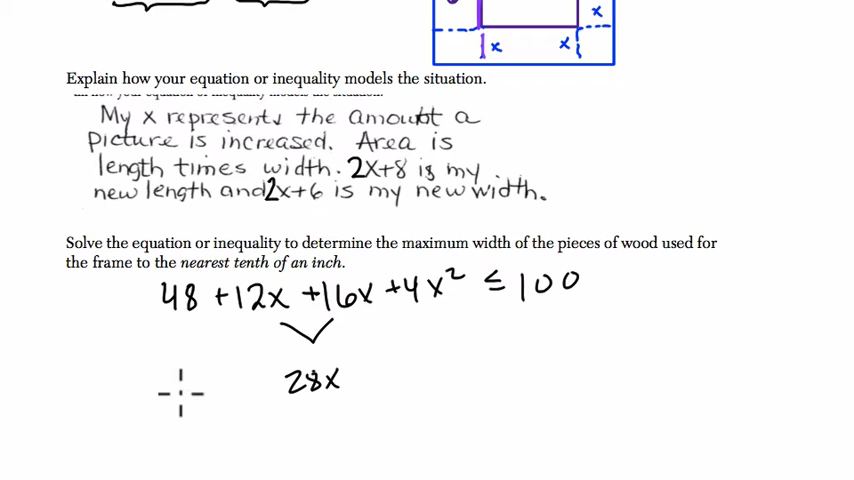 x
x
x
Explain how your equation or inequality models the situation.
My x represents the amount a
picture is increased. Area is
length times width. 2x+8 is my
new length and 2x+6 is my new width.
Solve the equation or inequality to determine the maximum width of the pieces of wood used for
the frame to the nearest tenth of an inch.
48 +12x +16x +4x² ≤ 100
28x